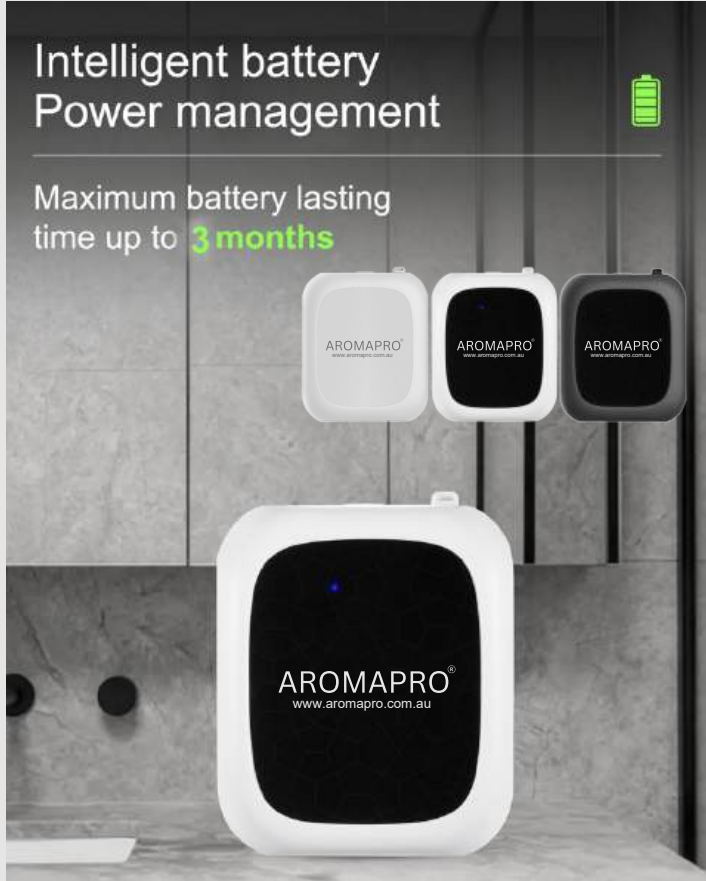 Intelligent battery
Power management
Maximum battery lasting
time up to 3 months
AROMAPRO®
www.aromapro.com.au
AROMAPRO®
www.aromapro.com.au
AROMAPRO®
www.aromapro.com.au
AROMAPRO®
www.aromapro.com.au